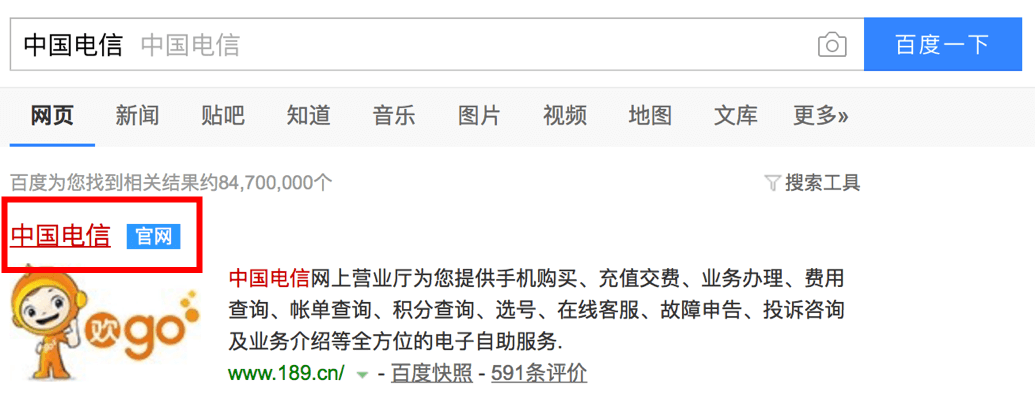 中国电信 中国电信 百度一下
网页 新闻 贴吧 知道 音乐 图片 视频 地图 文库 更多»
百度为您找到相关结果约84,700,000个 搜索工具
中国电信 官网
中国电信网上营业厅为您提供手机购买、充值交费、业务办理、费用
查询、帐单查询、积分查询、选号、在线客服、故障申告、投诉咨询
及业务介绍等全方位的电子自助服务.
欢go
www.189.cn/ - 百度快照 - 591条评价